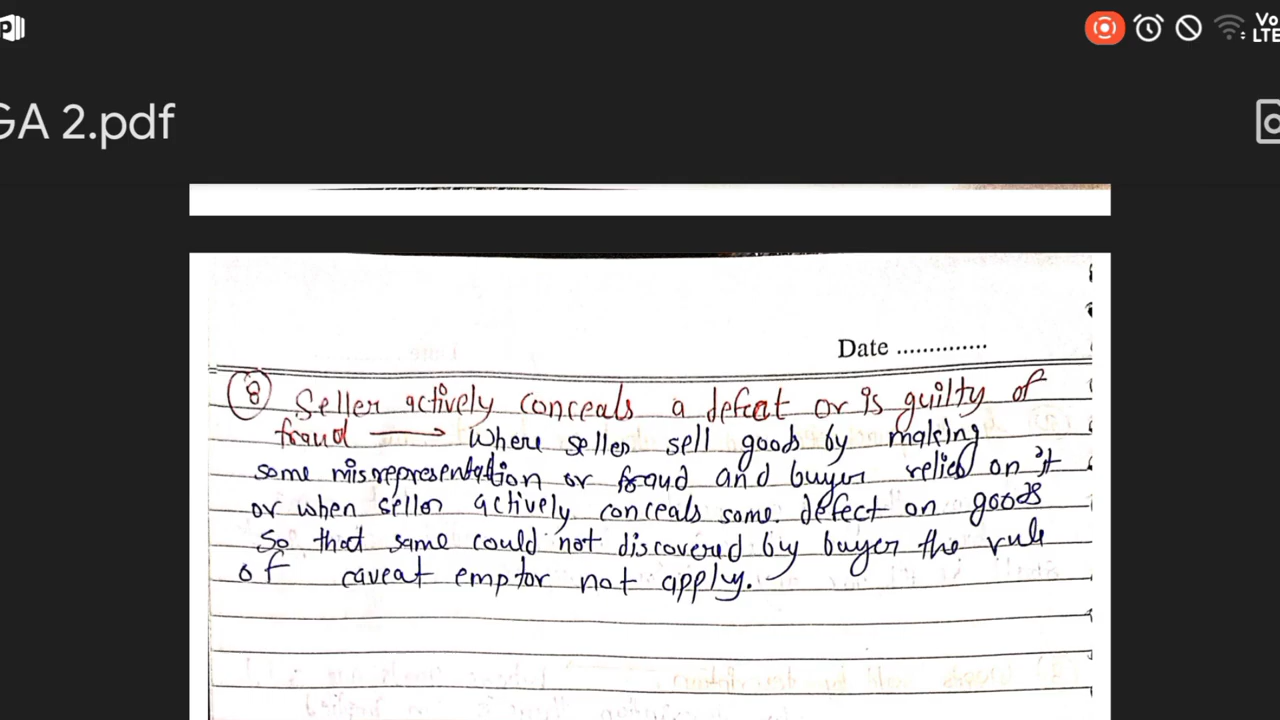 Vo
LTE
GA 2.pdf
Date ..............
8 Seller actively conceals a defect or is guilty of
fraud → Where seller sell goods by making
some misrepresentation or fraud and buyer relied on it
or when seller actively conceals some defect on goods
So that same could not discovered by buyer the rule
of caveat emptor not apply.